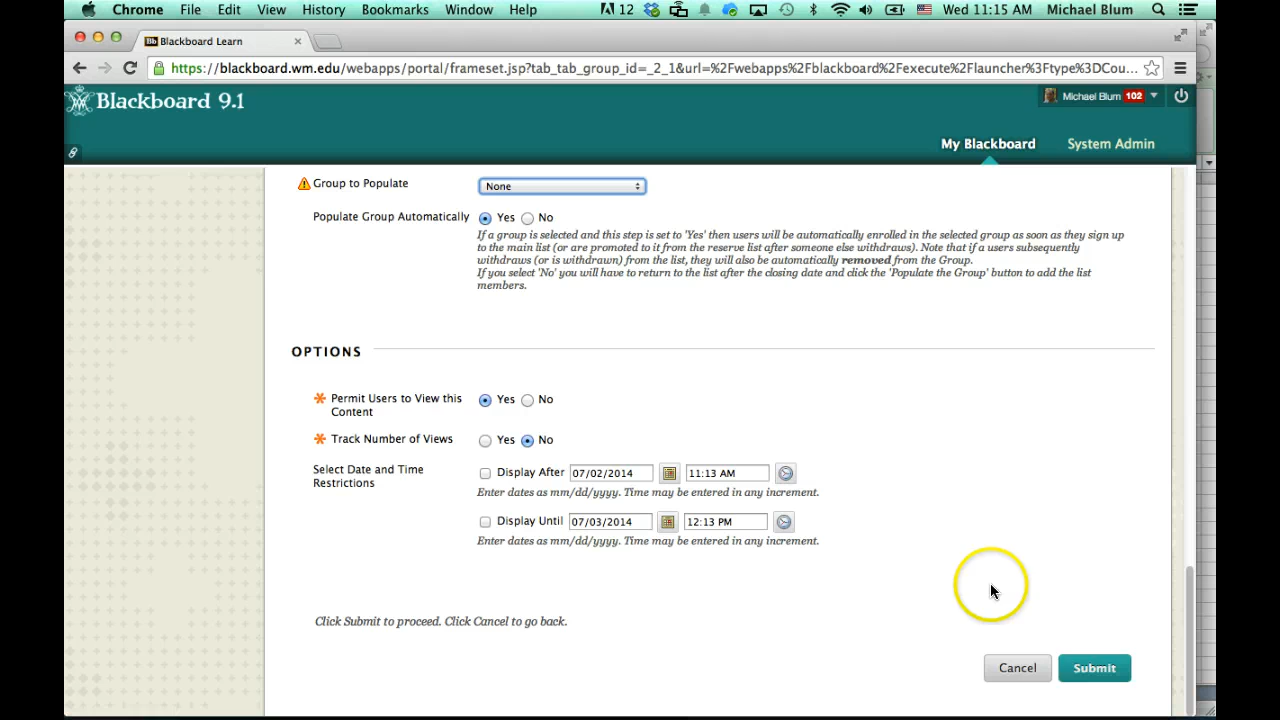 Chrome File Edit View History Bookmarks Window Help 12 Wed 11:15 AM Michael Blum
Bb Blackboard Learn ×
https://blackboard.wm.edu/webapps/portal/frameset.jsp?tab_tab_group_id=_2_1&url=%2Fwebapps%2Fblackboard%2Fexecute%2Flauncher%3Ftype%3DCou...
Blackboard 9.1
Michael Blum 102
My Blackboard System Admin
Group to Populate None
Populate Group Automatically Yes No
If a group is selected and this step is set to 'Yes' then users will be automatically enrolled in the selected group as soon as they sign up
to the main list (or are promoted to it from the reserve list after someone else withdraws). Note that if a users subsequently
withdraws (or is withdrawn) from the list, they will also be automatically removed from the Group.
If you select 'No' you will have to return to the list after the closing date and click the 'Populate the Group' button to add the list
members.
OPTIONS
Permit Users to View this
Content
Yes No
Track Number of Views Yes No
Select Date and Time
Restrictions
Display After 07/02/2014 11:13 AM
Enter dates as mm/dd/yyyy. Time may be entered in any increment.
Display Until 07/03/2014 12:13 PM
Enter dates as mm/dd/yyyy. Time may be entered in any increment.
Click Submit to proceed. Click Cancel to go back.
Cancel Submit